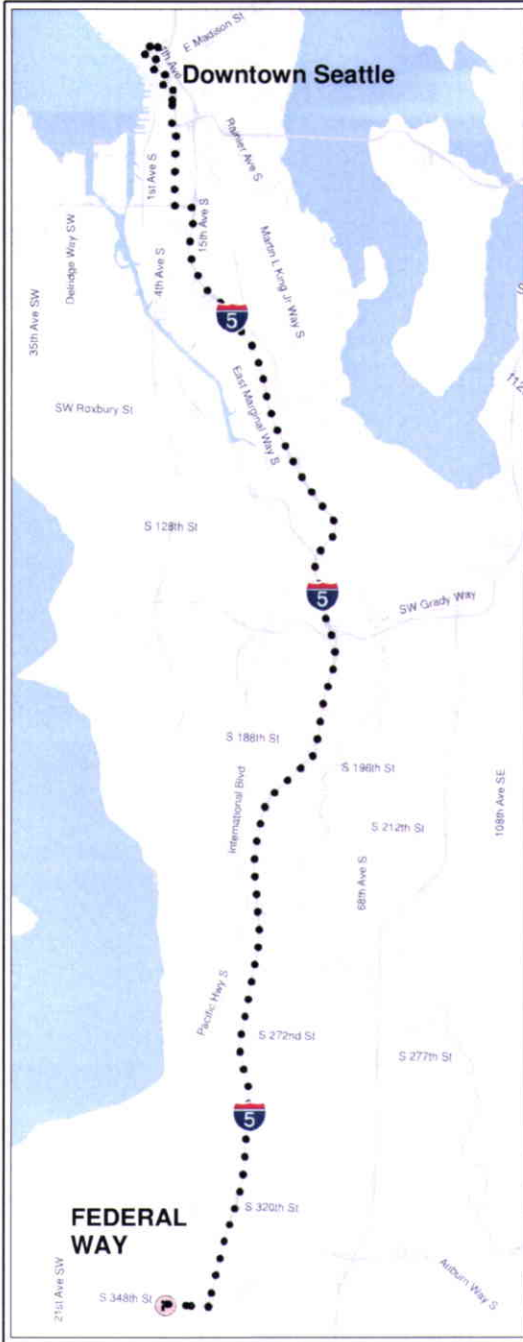 E Madison St
Downtown Seattle
Rainier Ave S
1st Ave S
15th Ave S
Delridge Way SW
4th Ave S
Martin L King Jr Way S
35th Ave SW
5
East Marginal Way S
SW Roxbury St
S 128th St
5
SW Grady Way
S 188th St
S 196th St
International Blvd
108th Ave SE
S 212th St
68th Ave S
Pacific Hwy S
S 272nd St
S 277th St
5
FEDERAL
WAY
S 320th St
21st Ave SW
S 348th St
Auburn Way S